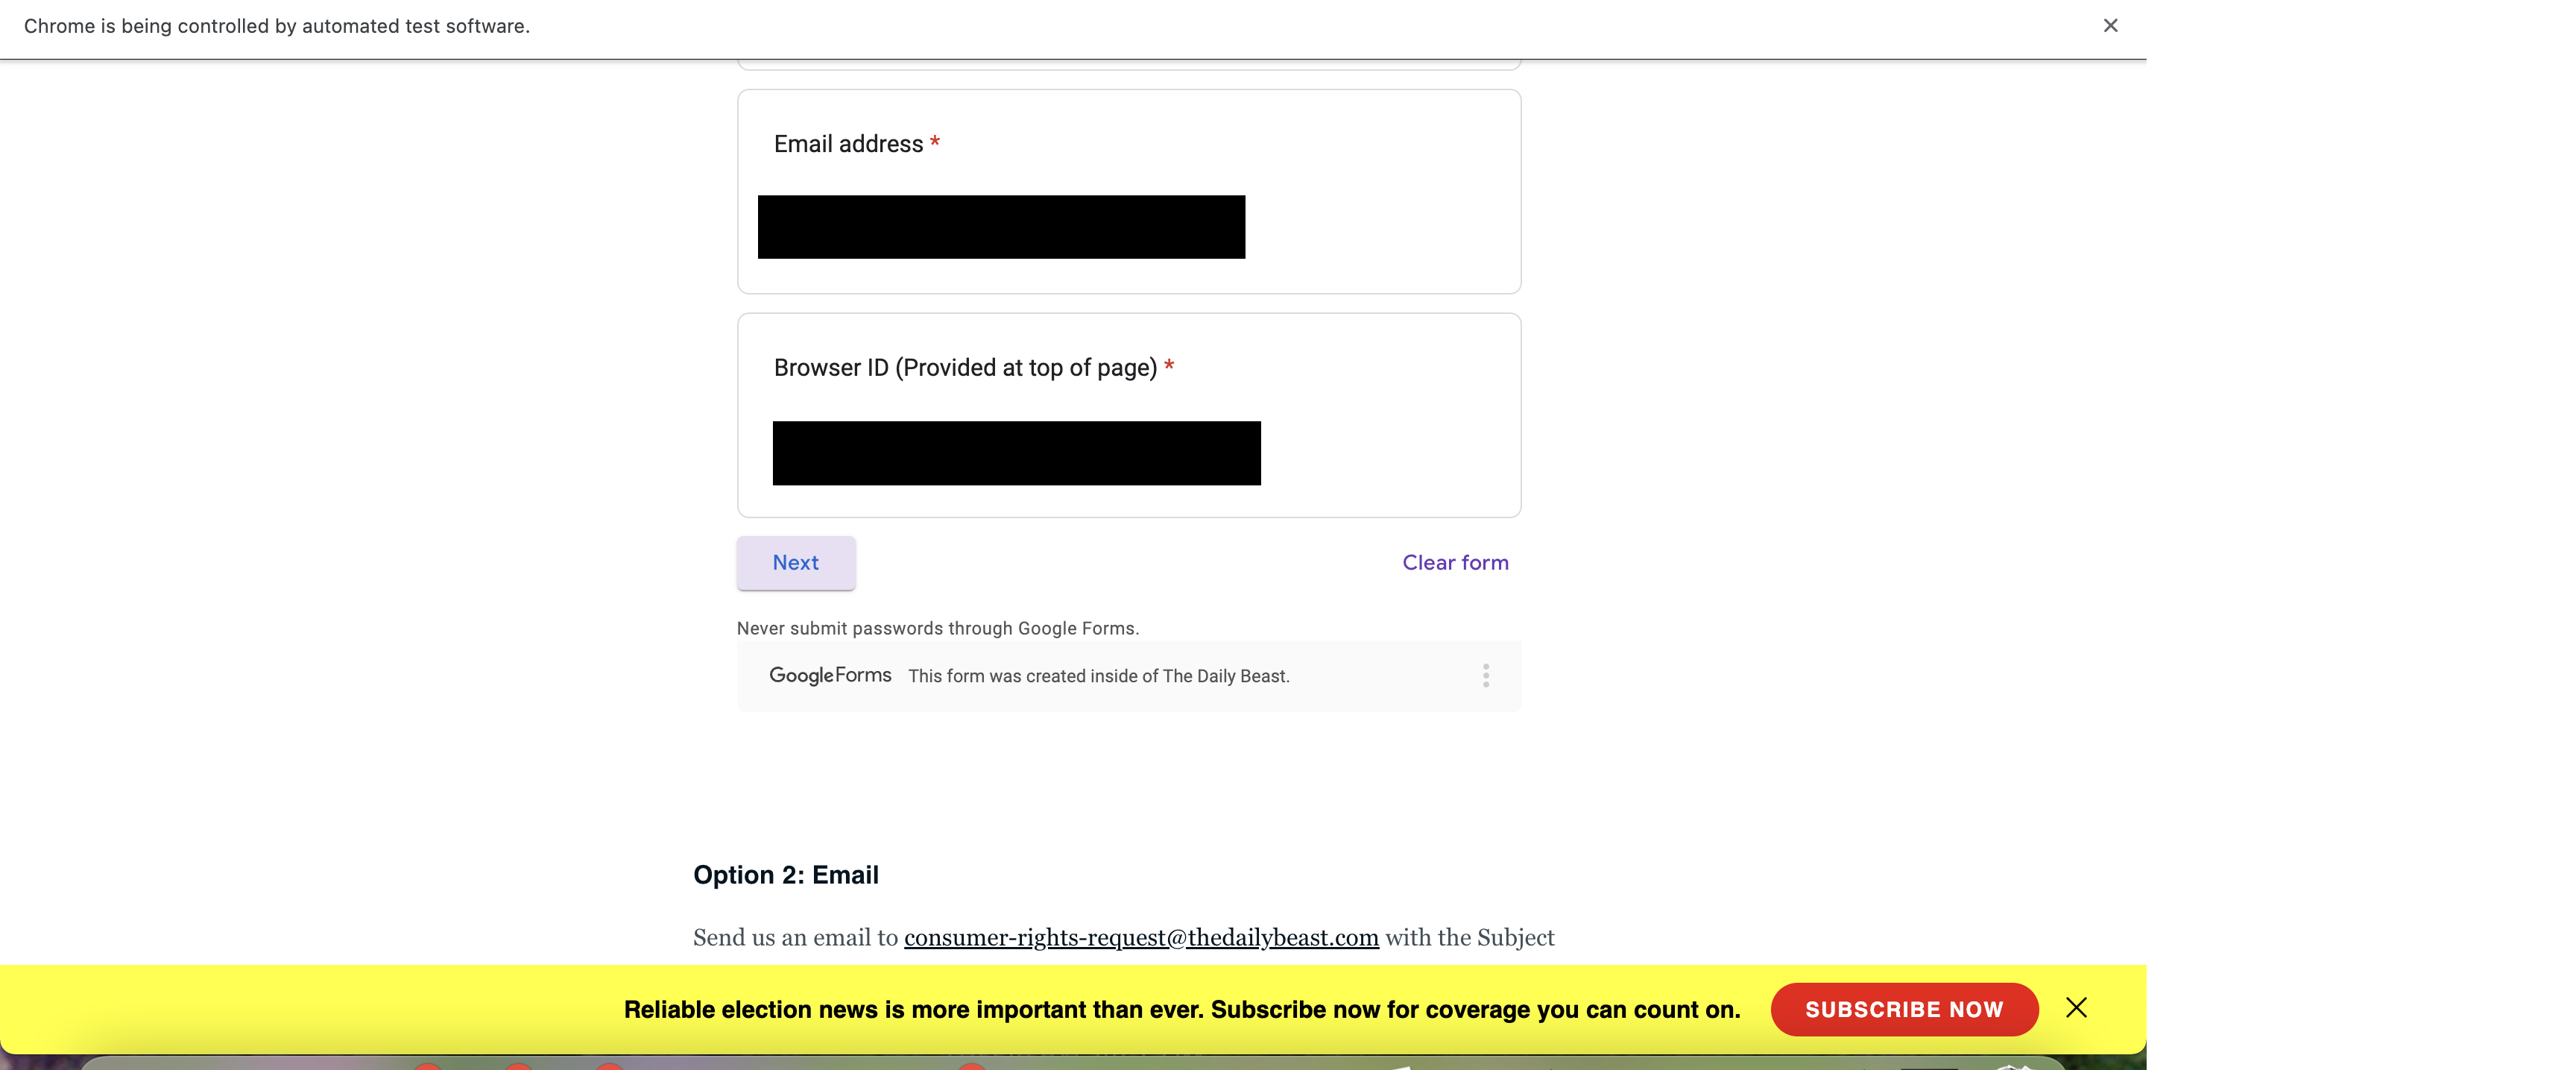 Chrome is being controlled by automated test software.
Email address *
Browser ID (Provided at top of page) *
Next
Clear form
Never submit passwords through Google Forms.
Google Forms This form was created inside of The Daily Beast.
Option 2: Email
Send us an email to consumer-rights-request@thedailybeast.com with the Subject
Reliable election news is more important than ever. Subscribe now for coverage you can count on. SUBSCRIBE NOW